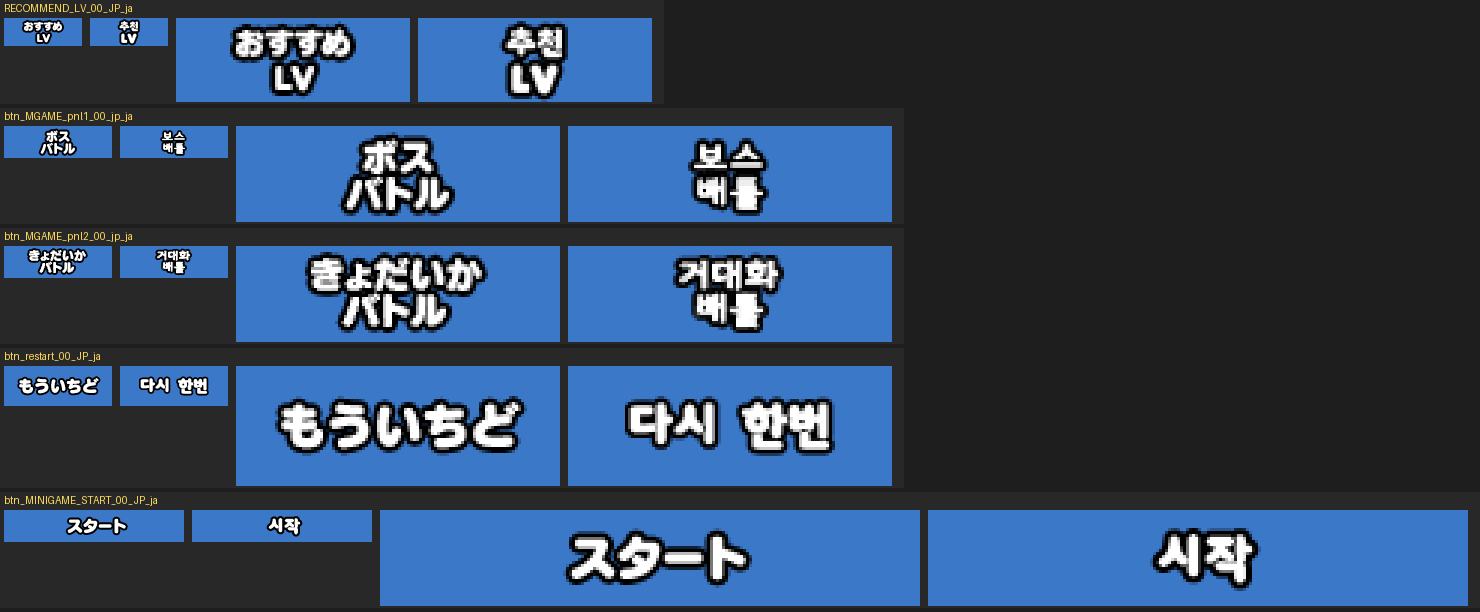 RECOMMEND_LV_00_JP_ja
おすすめ
LV
추천
LV
おすすめ
LV
추천
LV
btn_MGAME_pnl1_00_jp_ja
ボス
バトル
보스
배틀
ボス
バトル
보스
배틀
btn_MGAME_pnl2_00_jp_ja
きょだいか
バトル
거대화
배틀
きょだいか
バトル
거대화
배틀
btn_restart_00_JP_ja
もういちど
다시 한번
もういちど
다시 한번
btn_MINIGAME_START_00_JP_ja
スタート
시작
スタート
시작